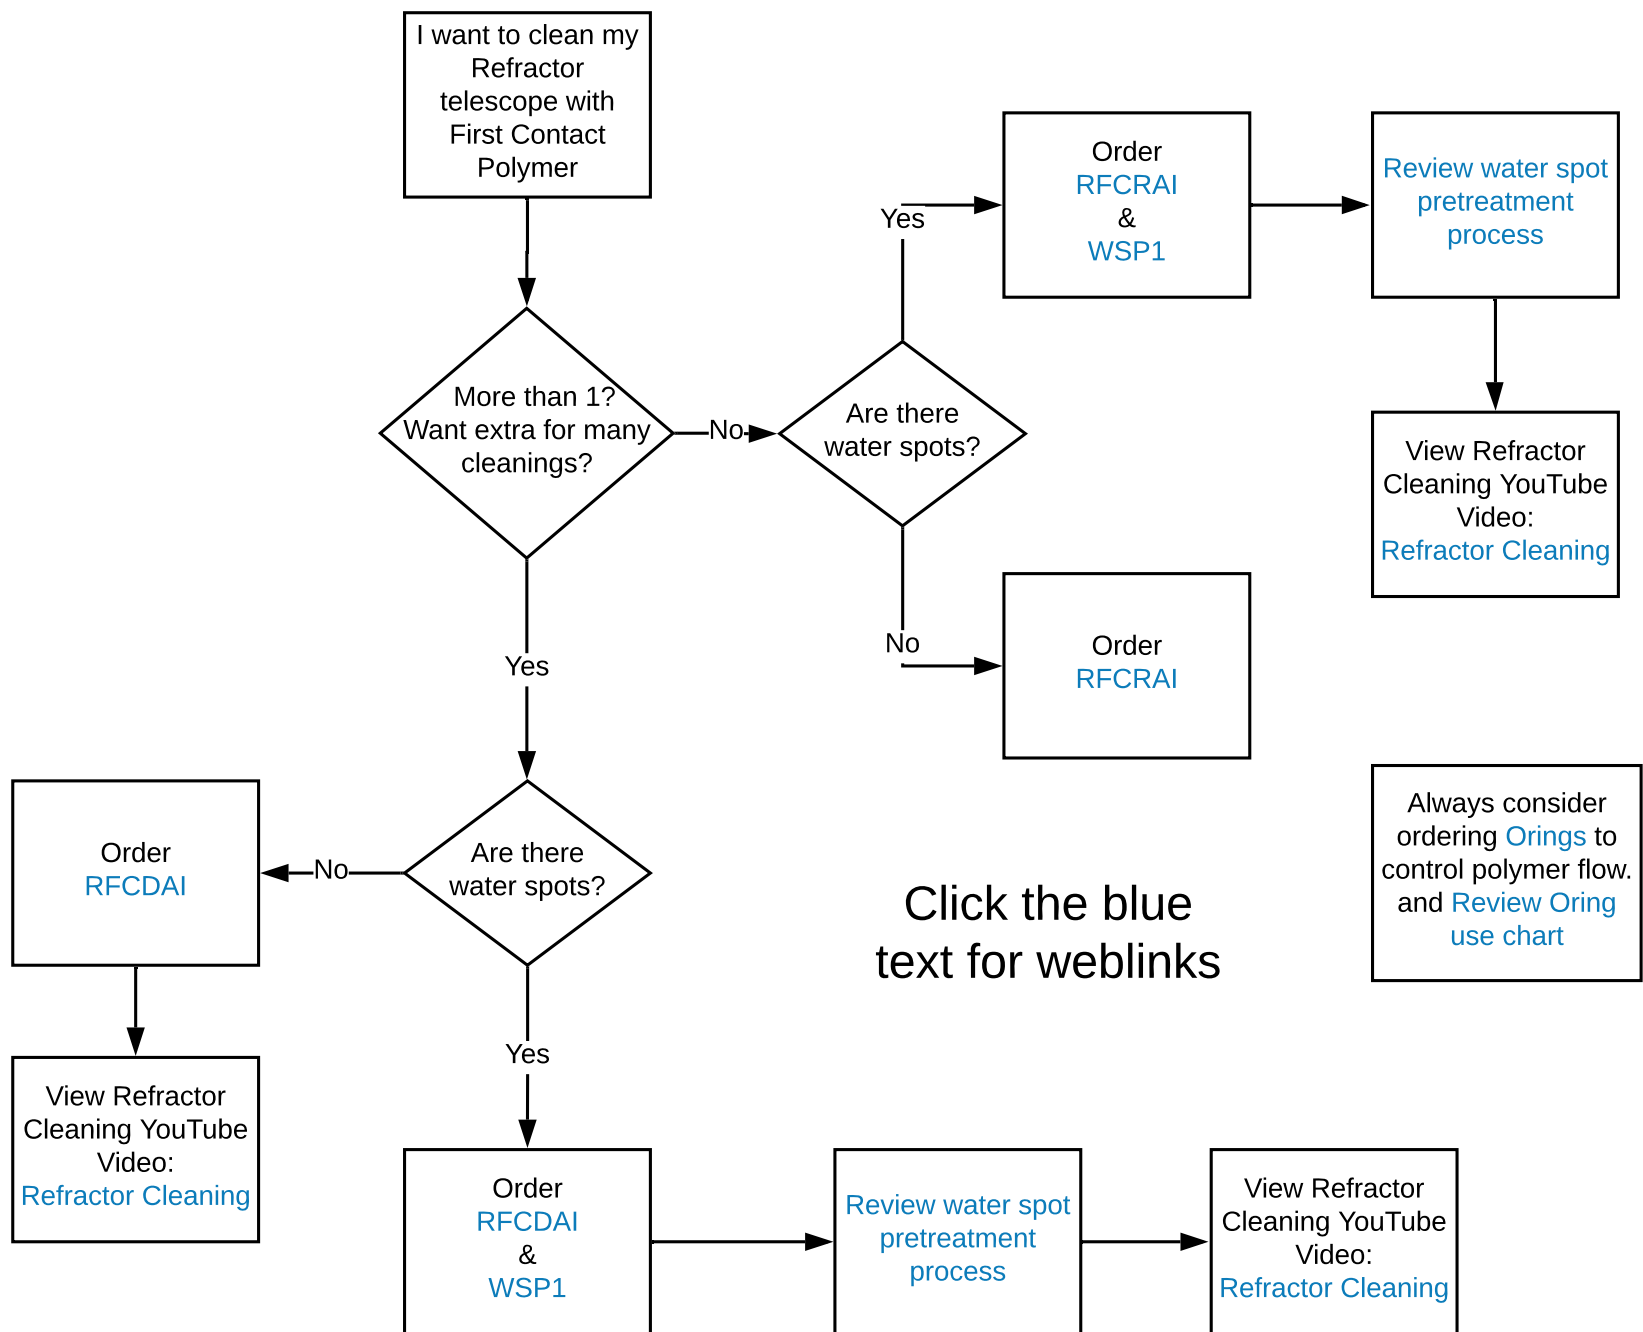 I want to clean my
Refractor
telescope with
First Contact
Polymer
Order
RFCRAI
&
WSP1
Review water spot
pretreatment
process
Yes
More than 1?
Want extra for many
cleanings?
No
Are there
water spots?
View Refractor
Cleaning YouTube
Video:
Refractor Cleaning
No
Order
RFCRAI
Yes
Always consider
ordering Orings to
control polymer flow.
and Review Oring
use chart
Order
RFCDAI
No
Are there
water spots?
Click the blue
text for weblinks
Yes
View Refractor
Cleaning YouTube
Video:
Refractor Cleaning
Order
RFCDAI
&
WSP1
Review water spot
pretreatment
process
View Refractor
Cleaning YouTube
Video:
Refractor Cleaning